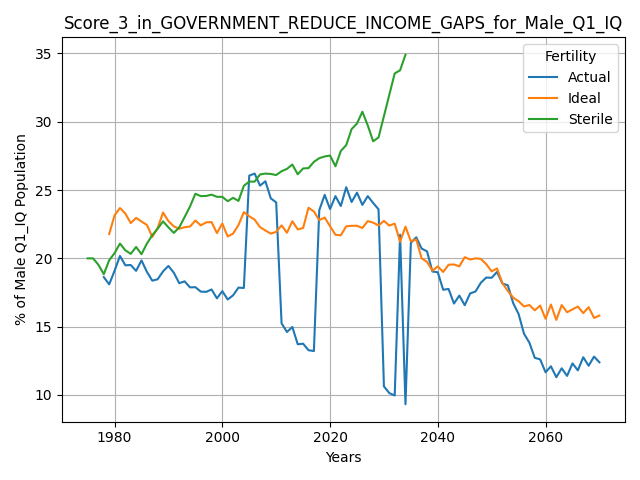 Score_3_in_GOVERNMENT_REDUCE_INCOME_GAPS_for_Male_Q1_IQ
Fertility
Actual
Ideal
Sterile
% of Male Q1_IQ Population
35
30
25
20
15
10
1980 2000 2020 2040 2060
Years